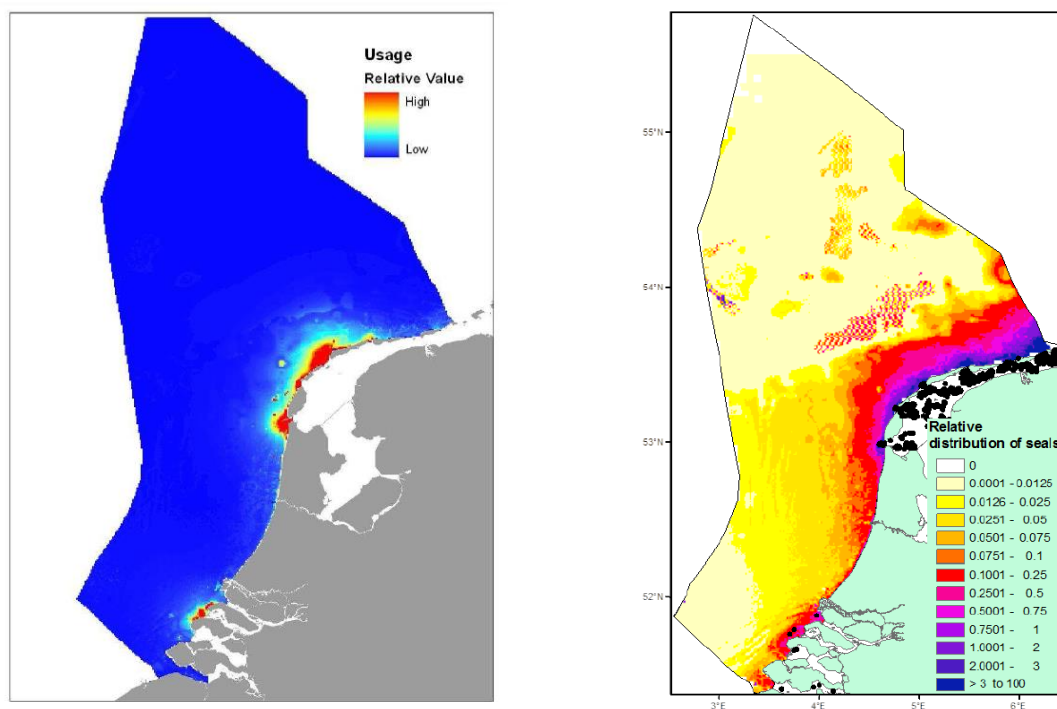 Usage
Relative Value
High
Low
55°N
54°N
53°N
52°N
3°E
4°E
5°E
6°E
Relative
distribution of seals
0
0.0001 - 0.0125
0.0126 - 0.025
0.0251 - 0.05
0.0501 - 0.075
0.0751 - 0.1
0.1001 - 0.25
0.2501 - 0.5
0.5001 - 0.75
0.7501 - 1
1.0001 - 2
2.0001 - 3
> 3 to 100